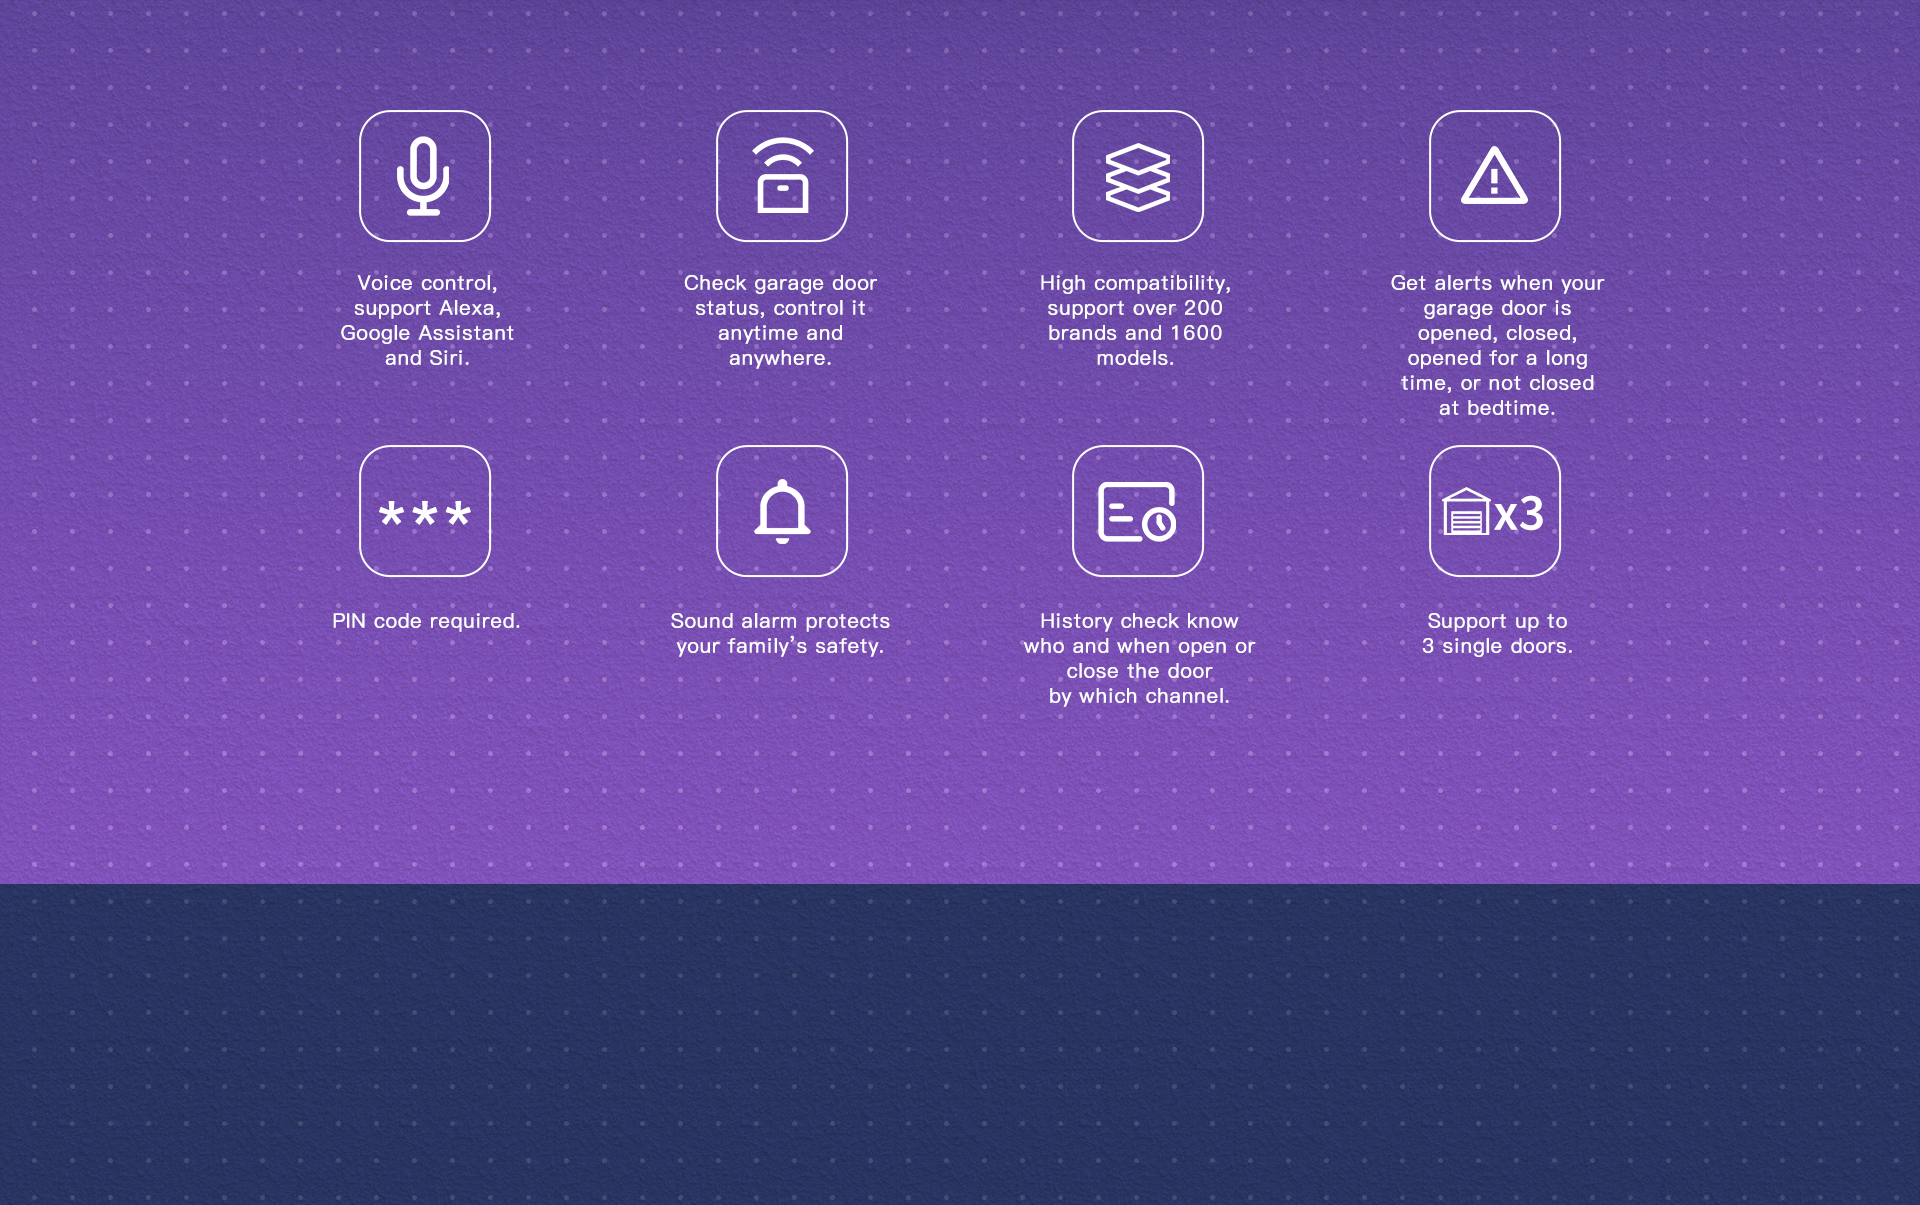 Voice control,
support Alexa,
Google Assistant
and Siri.
Check garage door
status, control it
anytime and
anywhere.
High compatibility,
support over 200
brands and 1600
models.
Get alerts when your
garage door is
opened, closed,
opened for a long
time, or not closed
at bedtime.
***
x3
PIN code required.
Sound alarm protects
your family’s safety.
History check know
who and when open or
close the door
by which channel.
Support up to
3 single doors.